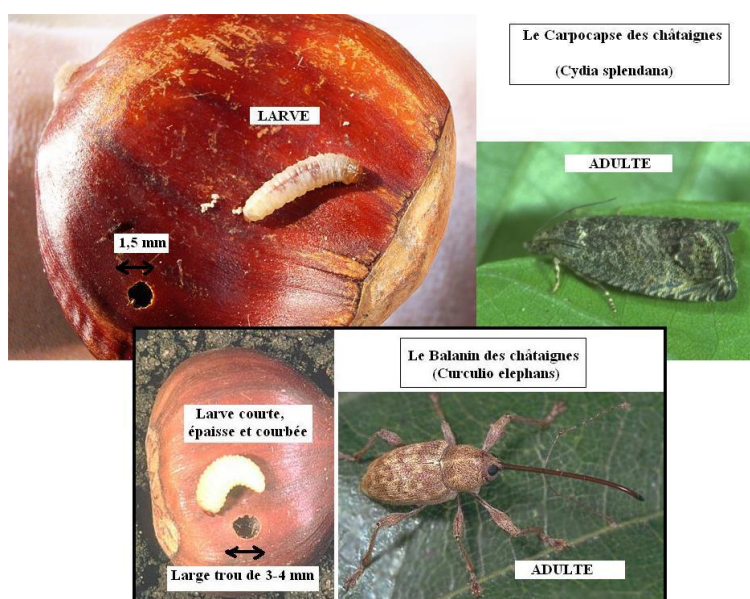 Le Carpocapse des châtaignes
(Cydia splendana)
LARVE
ADULTE
1,5 mm
Le Balanin des châtaignes
(Curculio elephans)
Larve courte,
épaisse et courbée
Large trou de 3-4 mm
ADULTE